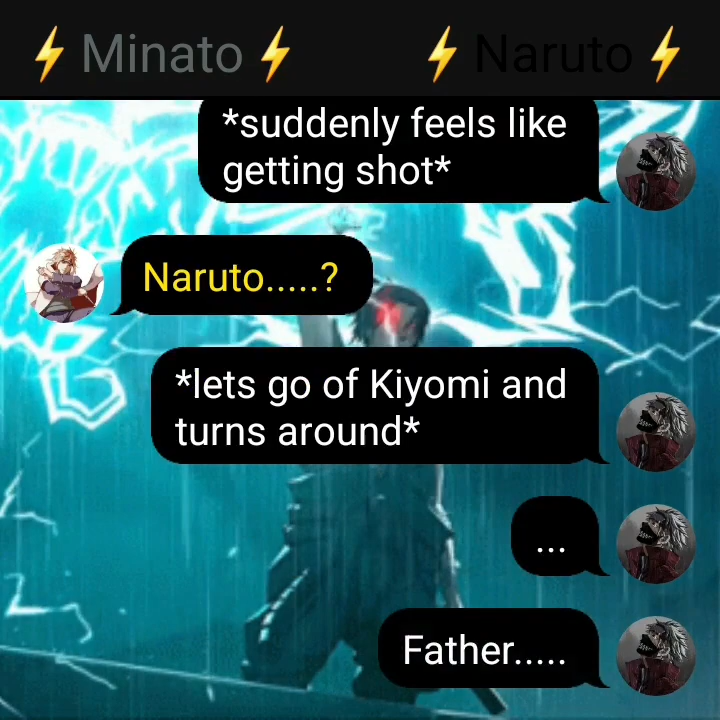 ⚡ Minato ⚡ ⚡ Naruto ⚡
*suddenly feels like
getting shot*
Naruto.....?
*lets go of Kiyomi and
turns around*
...
Father.....